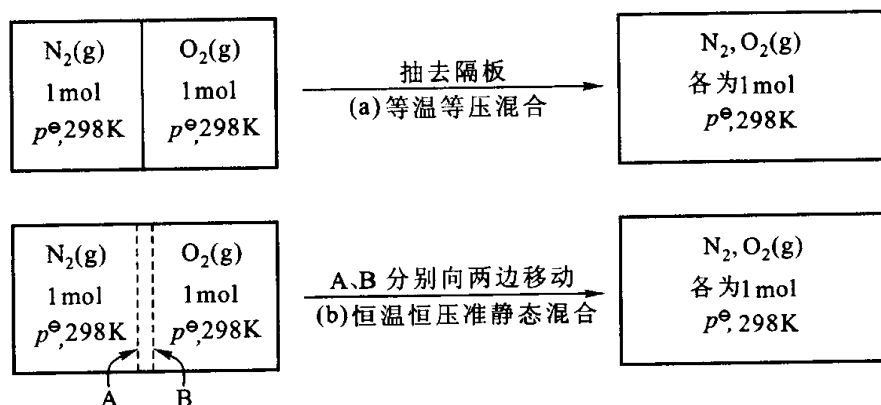 N₂(g)
1mol
p⊖,298K
O₂(g)
1mol
p⊖,298K
抽去隔板
(a)等温等压混合
N₂,O₂(g)
各为1mol
p⊖,298K
N₂(g)
1mol
p⊖,298K
O₂(g)
1mol
p⊖,298K
A
B
A、B 分别向两边移动
(b)恒温恒压准静态混合
N₂,O₂(g)
各为1mol
p⊖, 298K